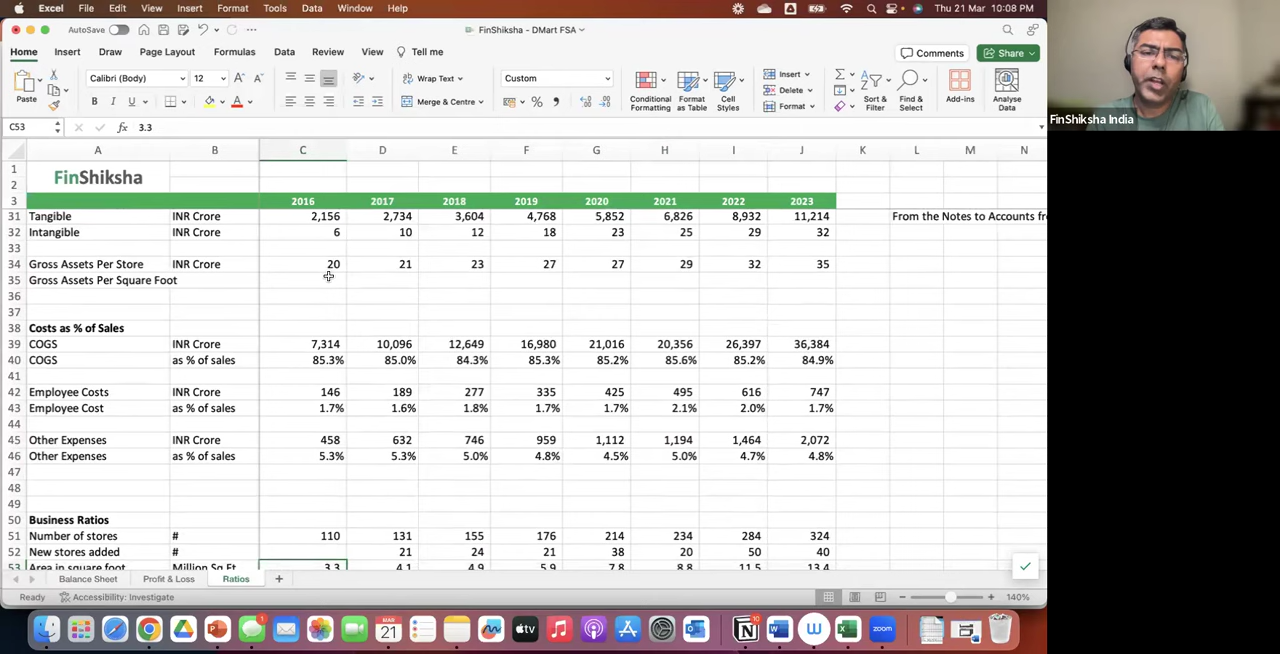 Excel File Edit View Insert Format Tools Data Window Help Thu 21 Mar 10:08 PM
AutoSave FinShiksha - DMart FSA
Home Insert Draw Page Layout Formulas Data Review View Tell me Comments Share
Paste Calibri (Body) 12 Wrap Text Custom Conditional Formatting Format as Table Cell Styles Insert Sort & Filter Find & Select Add-ins Analyse Data
B I U Merge & Centre Delete
Format
C53 fx 3.3
A B C D E F G H I J K L M N
1 FinShiksha
2
3 2016 2017 2018 2019 2020 2021 2022 2023
31 Tangible INR Crore 2,156 2,734 3,604 4,768 5,852 6,826 8,932 11,214 From the Notes to Accounts fr
32 Intangible INR Crore 6 10 12 18 23 25 29 32
33
34 Gross Assets Per Store INR Crore 20 21 23 27 27 29 32 35
35 Gross Assets Per Square Foot
36
37
38 Costs as % of Sales
39 COGS INR Crore 7,314 10,096 12,649 16,980 21,016 20,356 26,397 36,384
40 COGS as % of sales 85.3% 85.0% 84.3% 85.3% 85.2% 85.6% 85.2% 84.9%
41
42 Employee Costs INR Crore 146 189 277 335 425 495 616 747
43 Employee Cost as % of sales 1.7% 1.6% 1.8% 1.7% 1.7% 2.1% 2.0% 1.7%
44
45 Other Expenses INR Crore 458 632 746 959 1,112 1,194 1,464 2,072
46 Other Expenses as % of sales 5.3% 5.3% 5.0% 4.8% 4.5% 5.0% 4.7% 4.8%
47
48
49
50 Business Ratios
51 Number of stores # 110 131 155 176 214 234 284 324
52 New stores added # 21 24 21 38 20 50 40
53 Area in square foot Million Sq Ft 3.3 4.1 4.9 5.9 7.8 8.8 11.5 13.4
Balance Sheet Profit & Loss Ratios +
Ready Accessibility: Investigate 140%
MAR 21 tv zoom
FinShiksha India